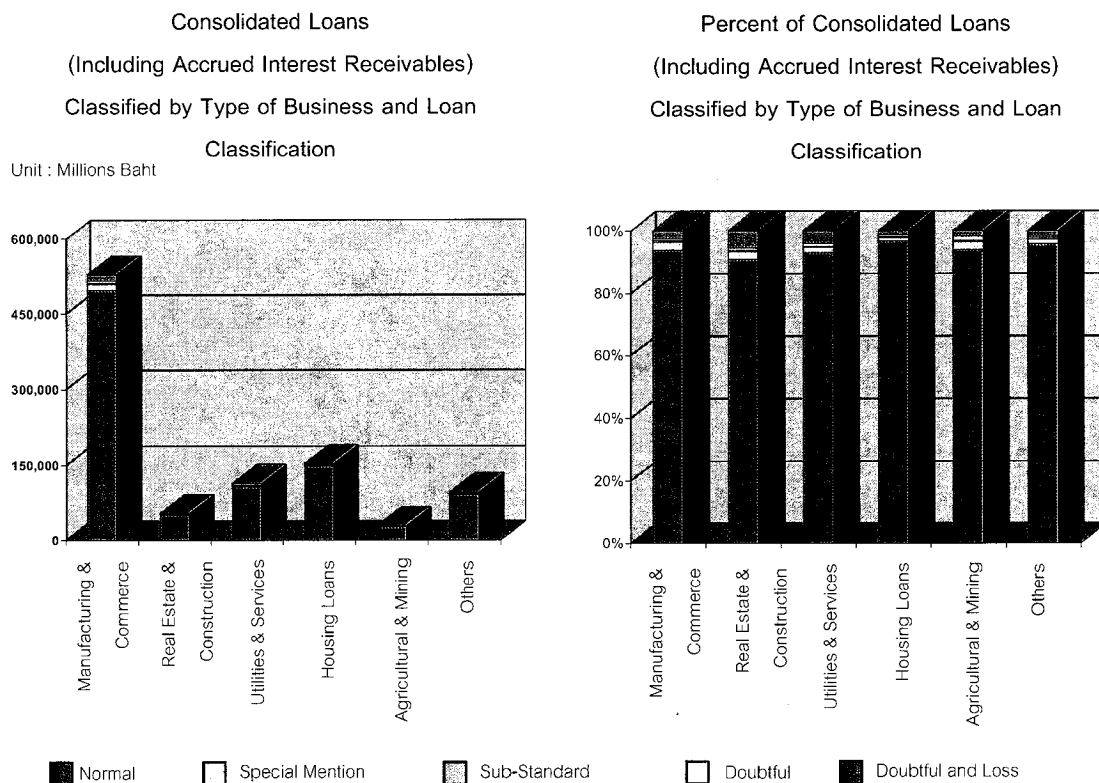 Consolidated Loans
(Including Accrued Interest Receivables)
Classified by Type of Business and Loan
Classification
Unit : Millions Baht
600,000
450,000
300,000
150,000
0
Manufacturing &
Commerce
Real Estate &
Construction
Utilities & Services
Housing Loans
Agricultural & Mining
Others
Percent of Consolidated Loans
(Including Accrued Interest Receivables)
Classified by Type of Business and Loan
Classification
100%
80%
60%
40%
20%
0%
Manufacturing &
Commerce
Real Estate &
Construction
Utilities & Services
Housing Loans
Agricultural & Mining
Others
Normal Special Mention Sub-Standard Doubtful Doubtful and Loss